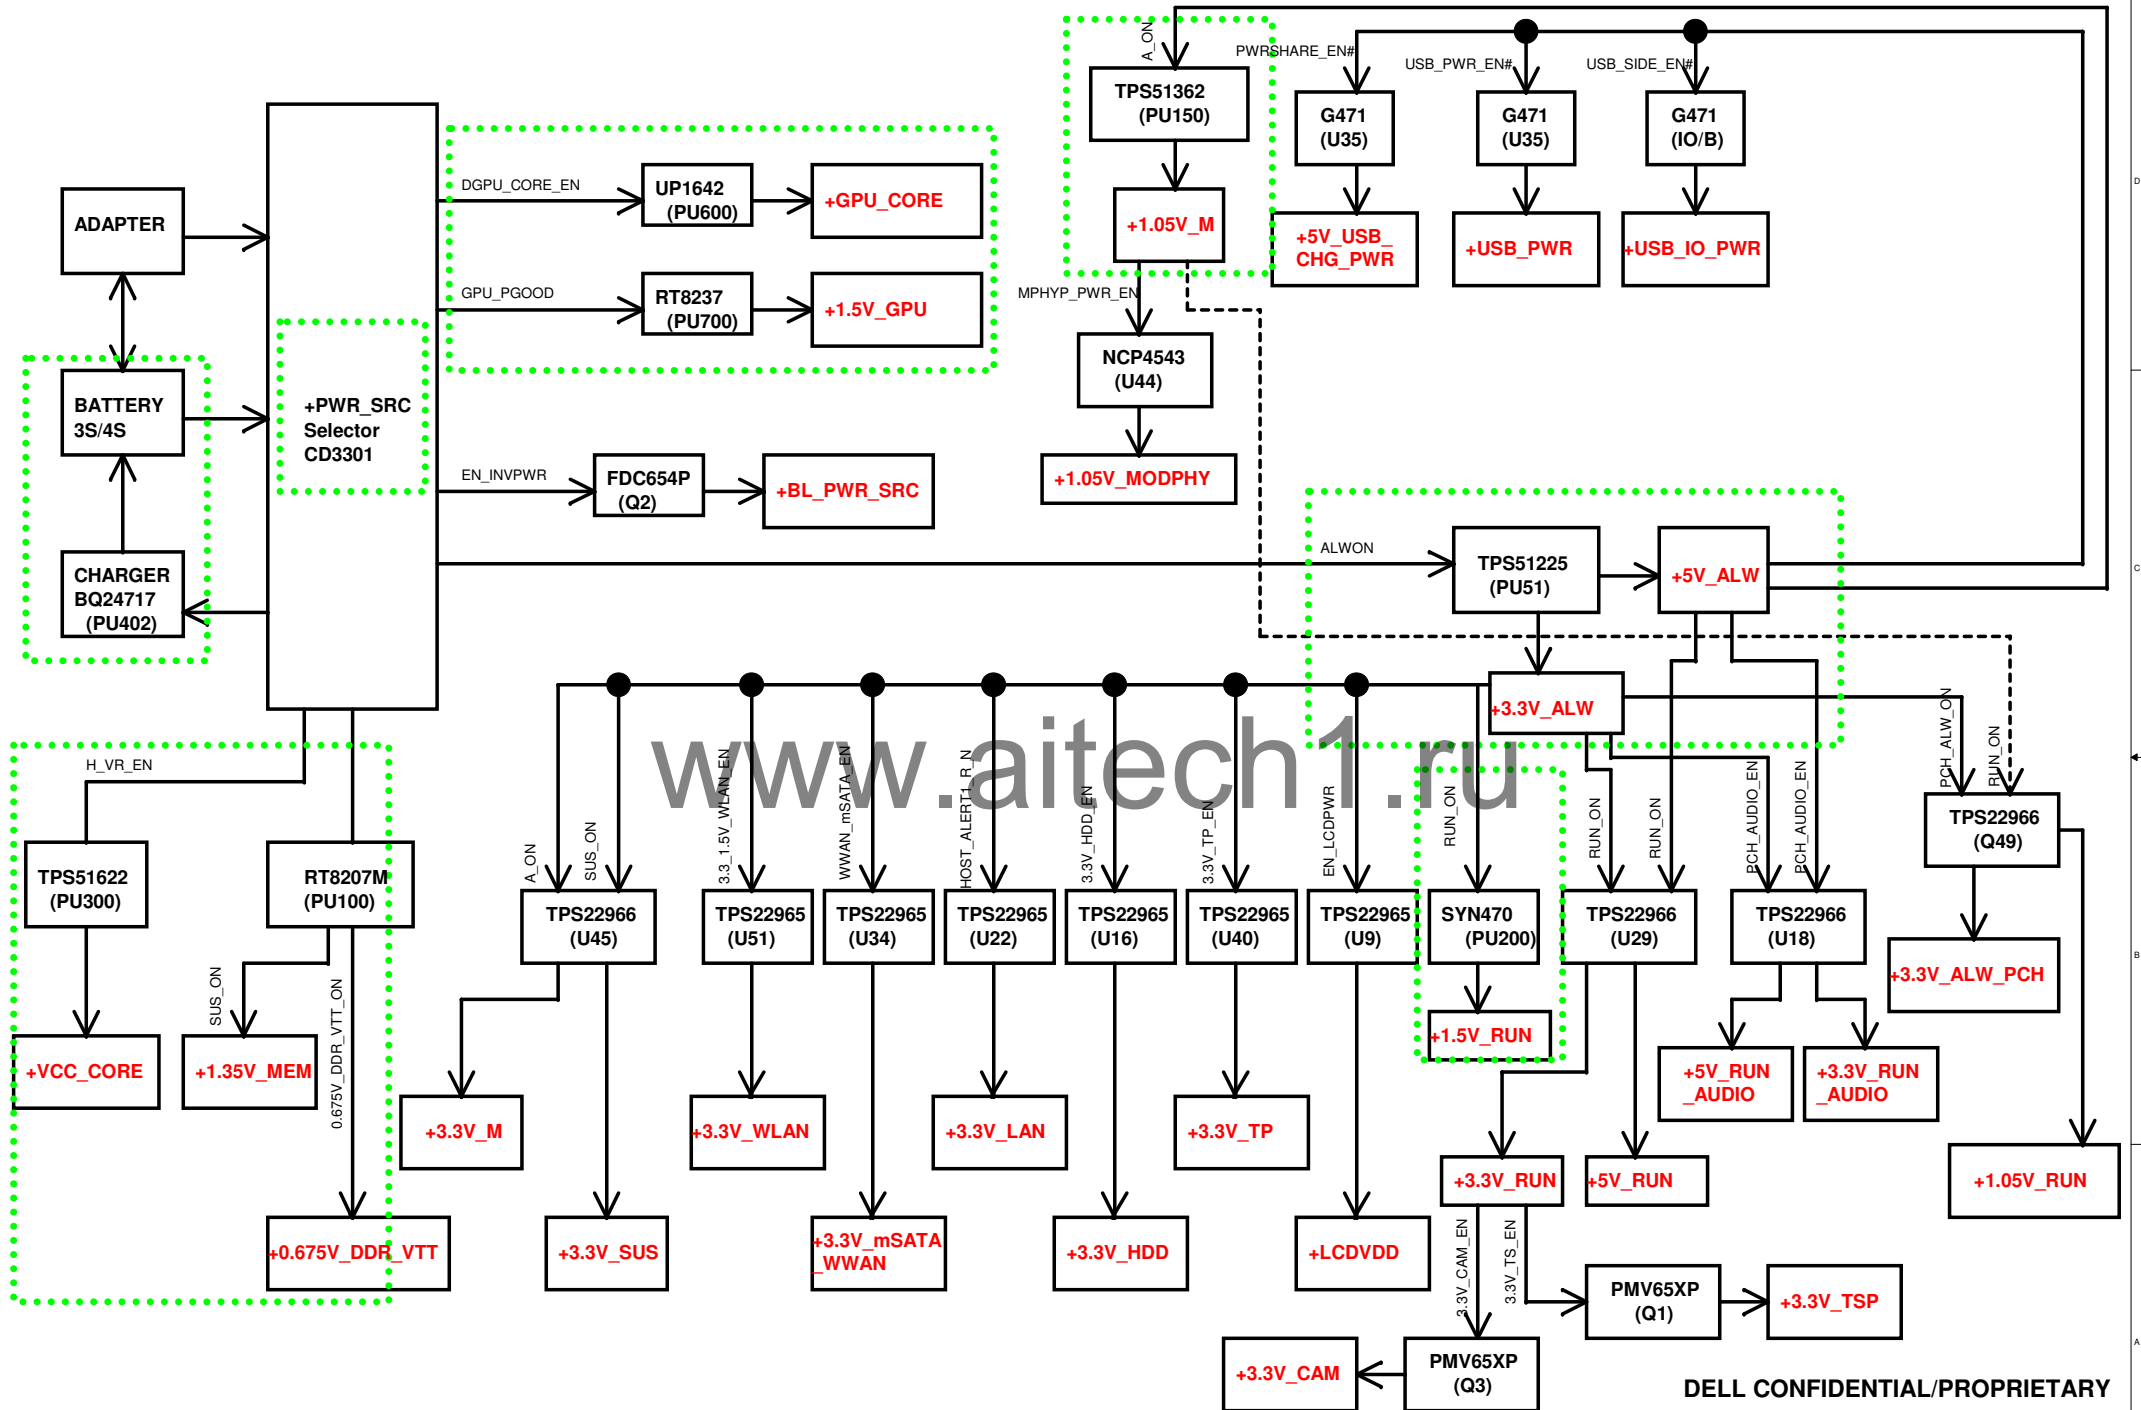 A_ON
PWRSHARE_EN#
USB_PWR_EN#
USB_SIDE_EN#
TPS51362
(PU150)
G471
(U35)
G471
(U35)
G471
(IO/B)
+1.05V_M
+5V_USB_
CHG_PWR
+USB_PWR
+USB_IO_PWR
D
ADAPTER
DGPU_CORE_EN
UP1642
(PU600)
+GPU_CORE
GPU_PGOOD
RT8237
(PU700)
+1.5V_GPU
MPHYP_PWR_EN
NCP4543
(U44)
+1.05V_MODPHY
BATTERY
3S/4S
+PWR_SRC
Selector
CD3301
EN_INVPWR
FDC654P
(Q2)
+BL_PWR_SRC
CHARGER
BQ24717
(PU402)
ALWON
TPS51225
(PU51)
+5V_ALW
C
+3.3V_ALW
www.aitech1.ru
H_VR_EN
TPS51622
(PU300)
RT8207M
(PU100)
A_ON
SUS_ON
3.3_1.5V_WLAN_EN
WWAN_mSATA_EN
HOST_ALERT1_R_N
3.3V_HDD_EN
3.3V_TP_EN
EN_LCDPWR
RUN_ON
RUN_ON
RUN_ON
PCH_AUDIO_EN
PCH_AUDIO_EN
PCH_ALW_ON
RUN_ON
TPS22966
(Q49)
TPS22966
(U45)
TPS22965
(U51)
TPS22965
(U34)
TPS22965
(U22)
TPS22965
(U16)
TPS22965
(U40)
TPS22965
(U9)
SYN470
(PU200)
TPS22966
(U29)
TPS22966
(U18)
B
+3.3V_ALW_PCH
SUS_ON
0.675V_DDR_VTT_ON
+VCC_CORE
+1.35V_MEM
+1.5V_RUN
+5V_RUN
_AUDIO
+3.3V_RUN
_AUDIO
+3.3V_M
+3.3V_WLAN
+3.3V_LAN
+3.3V_TP
+3.3V_RUN
+5V_RUN
+1.05V_RUN
+0.675V_DDR_VTT
+3.3V_SUS
+3.3V_mSATA
_WWAN
+3.3V_HDD
+LCDVDD
3.3V_CAM_EN
3.3V_TS_EN
PMV65XP
(Q1)
+3.3V_TSP
+3.3V_CAM
PMV65XP
(Q3)
A
DELL CONFIDENTIAL/PROPRIETARY